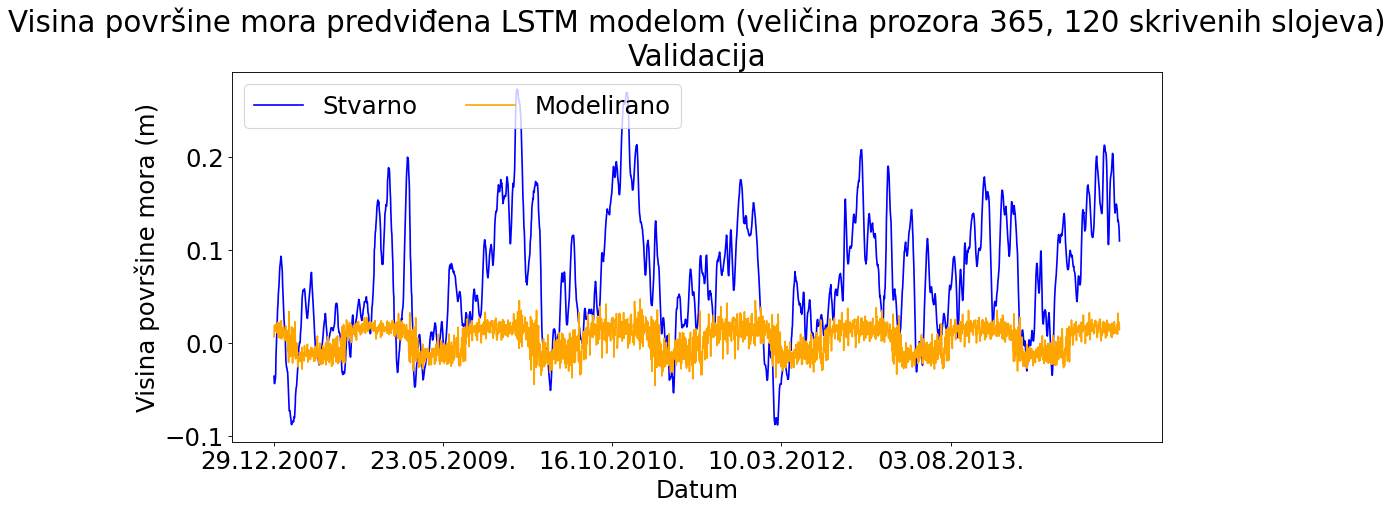 Visina površine mora predviđena LSTM modelom (veličina prozora 365, 120 skrivenih slojeva)
Validacija
Stvarno Modelirano
Visina površine mora (m)
0.2
0.1
0.0
−0.1
29.12.2007. 23.05.2009. 16.10.2010. 10.03.2012. 03.08.2013.
Datum